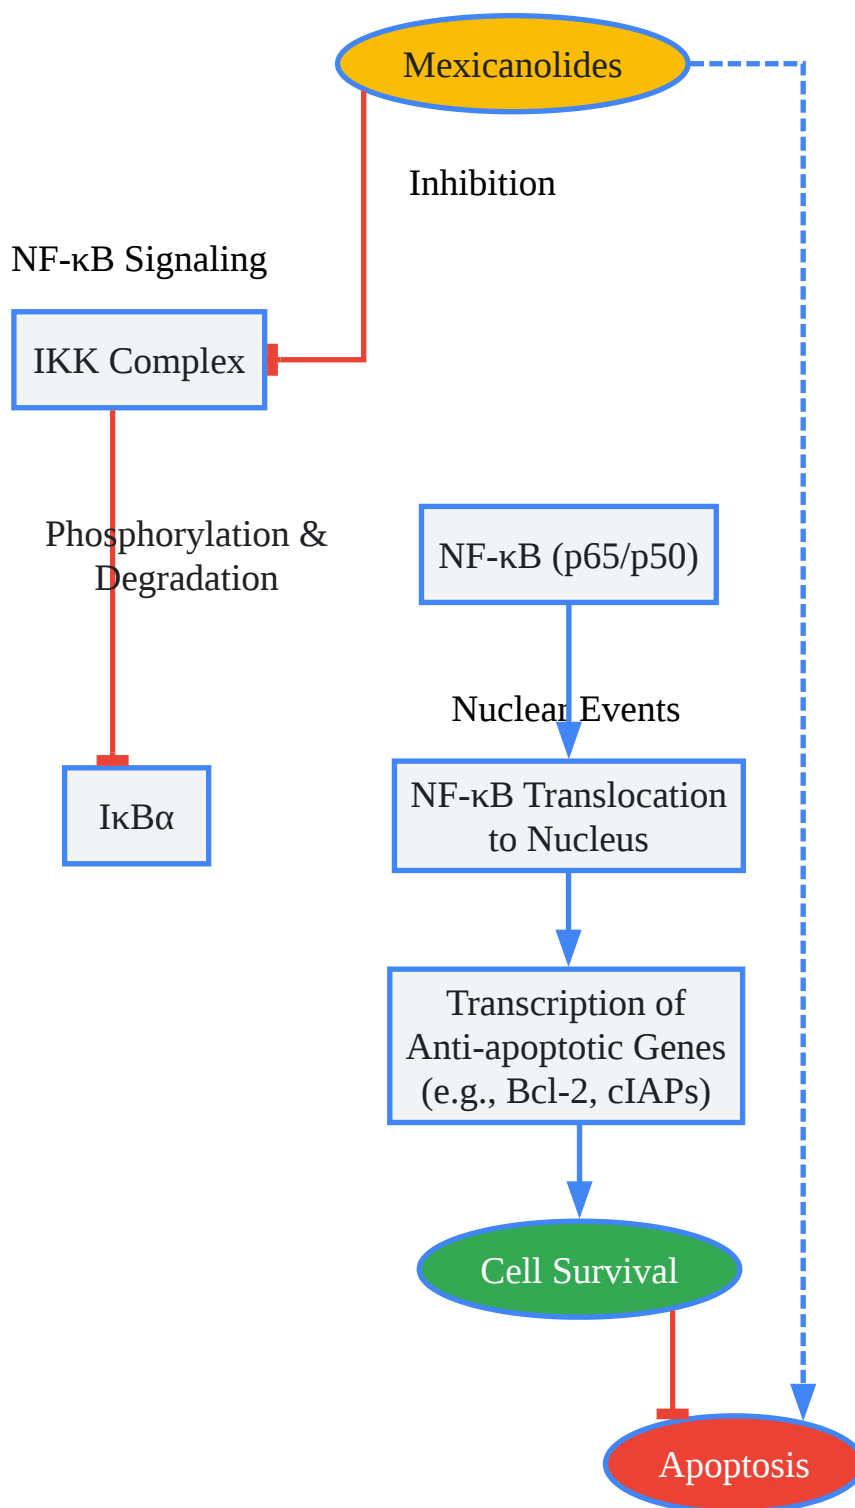 Mexicanolides
Inhibition
NF-κB Signaling
IKK Complex
Phosphorylation &
Degradation
NF-κB (p65/p50)
Nuclear Events
NF-κB Translocation
to Nucleus
IκBα
Transcription of
Anti-apoptotic Genes
(e.g., Bcl-2, cIAPs)
Cell Survival
Apoptosis